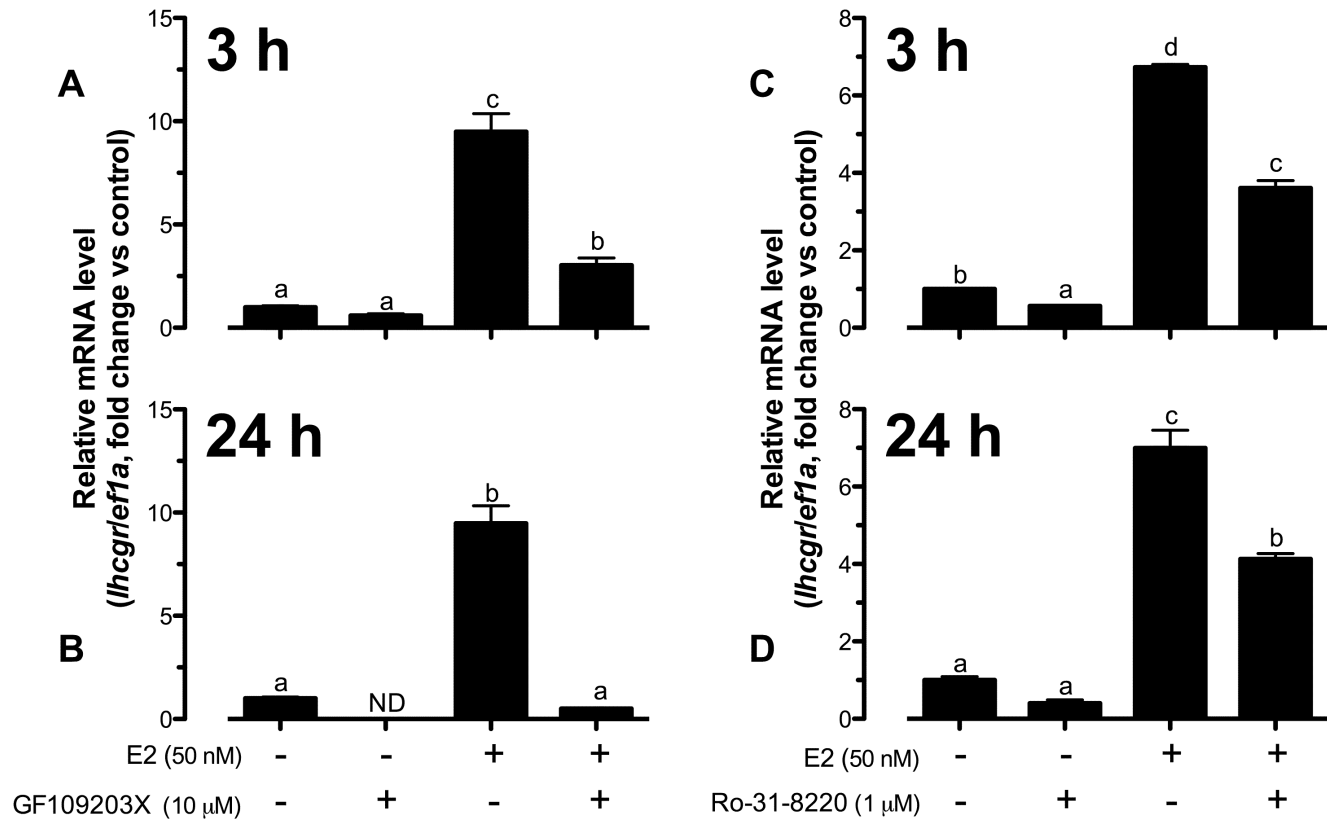 A
3 h
Relative mRNA level
(lhcgr/ef1a, fold change vs control)
15
10
5
0
a
a
c
b
B
24 h
15
10
5
0
a
ND
b
a
E2 (50 nM) - - + +
GF109203X (10 µM) - + - +
C
3 h
Relative mRNA level
(lhcgr/ef1a, fold change vs control)
8
6
4
2
0
b
a
d
c
D
24 h
8
6
4
2
0
a
a
c
b
E2 (50 nM) - - + +
Ro-31-8220 (1 µM) - + - +